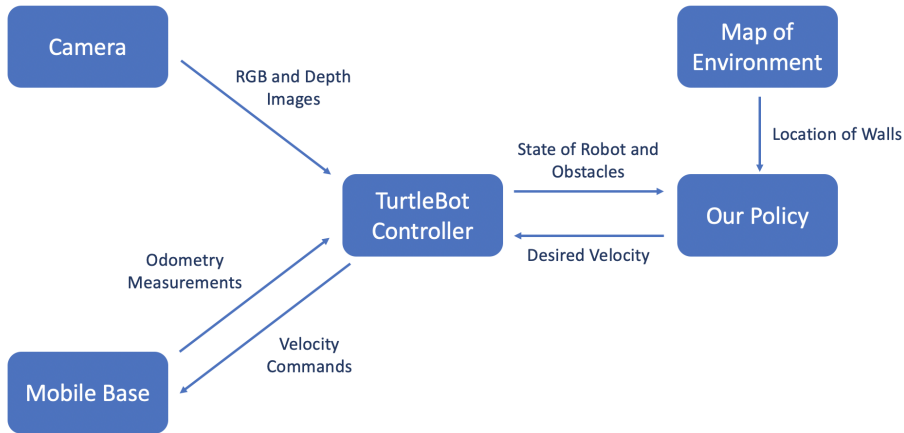 Camera
Map of
Environment
RGB and Depth
Images
Location of Walls
State of Robot and
Obstacles
TurtleBot
Controller
Our Policy
Desired Velocity
Odometry
Measurements
Velocity
Commands
Mobile Base